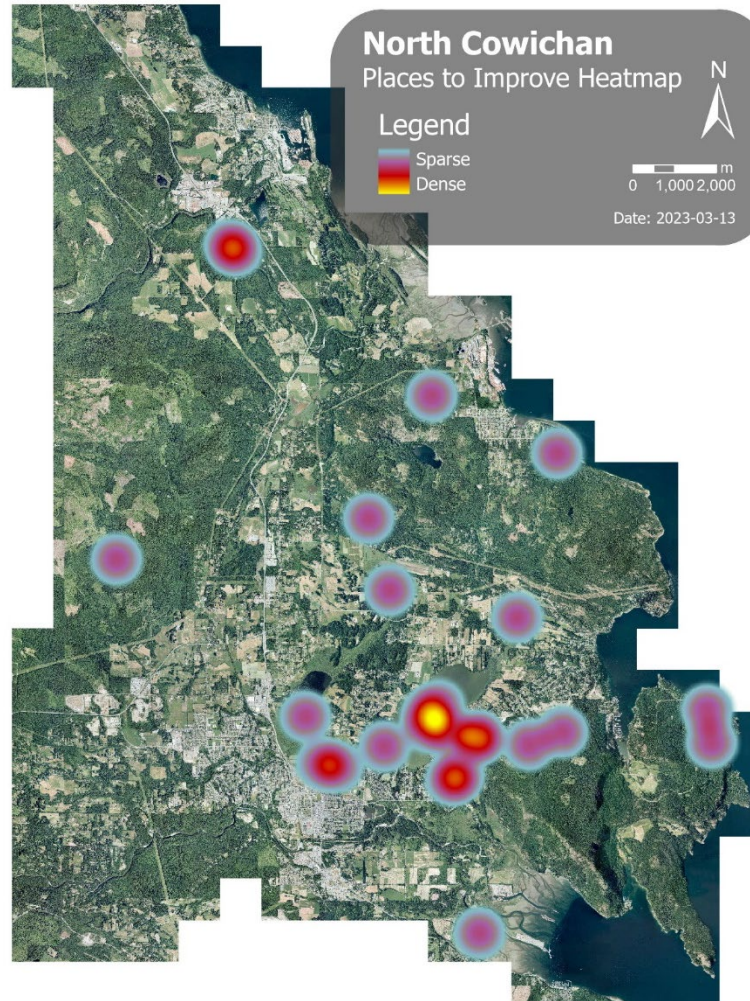 North Cowichan
Places to Improve Heatmap
N
Legend
Sparse
Dense
m
0 1,000 2,000
Date: 2023-03-13